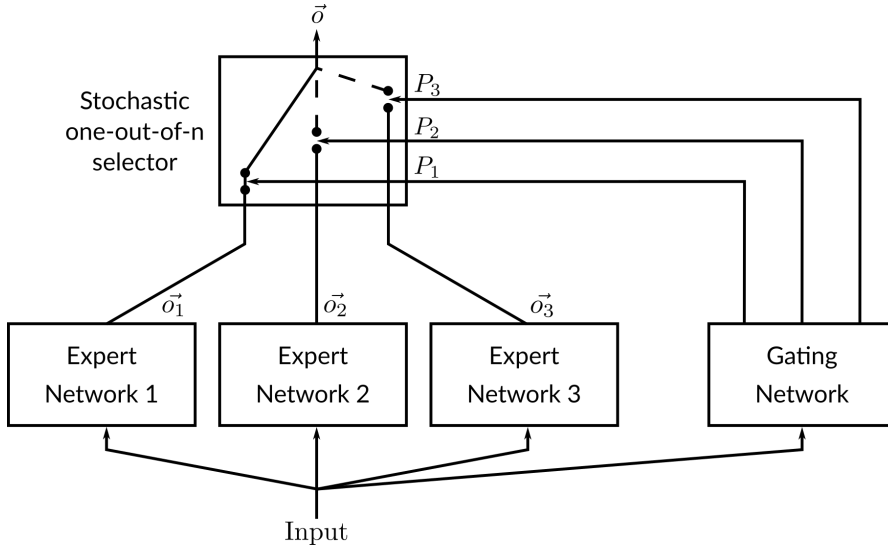 o⃗
Stochastic
one-out-of-n
selector
P₃
P₂
P₁
o⃗₁
o⃗₂
o⃗₃
Expert
Network 1
Expert
Network 2
Expert
Network 3
Gating
Network
Input